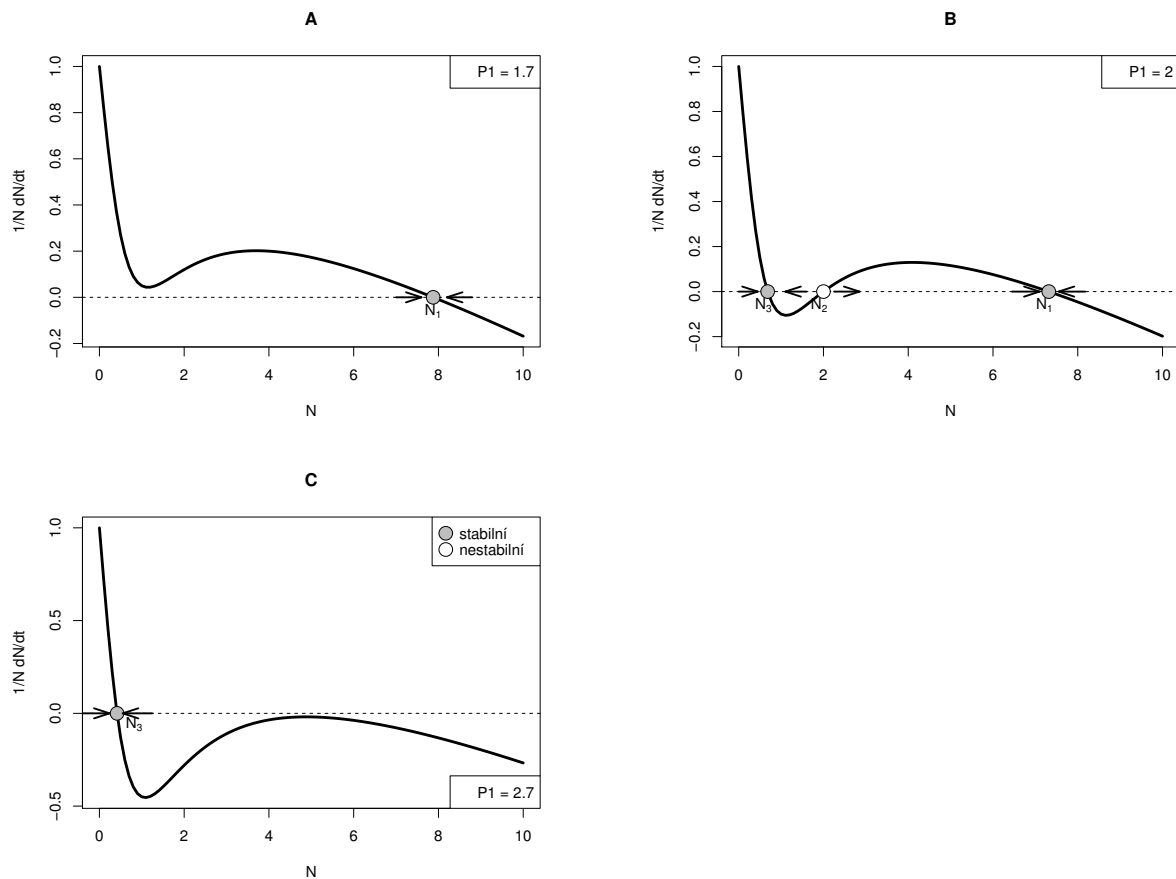 A
P1 = 1.7
1/N dN/dt
1.0
0.8
0.6
0.4
0.2
0.0
−0.2
N₁
0 2 4 6 8 10
N
B
P1 = 2
1/N dN/dt
1.0
0.8
0.6
0.4
0.2
0.0
−0.2
N₃ N₂ N₁
0 2 4 6 8 10
N
C
stabilní
nestabilní
1/N dN/dt
1.0
0.5
0.0
−0.5
N₃
P1 = 2.7
0 2 4 6 8 10
N